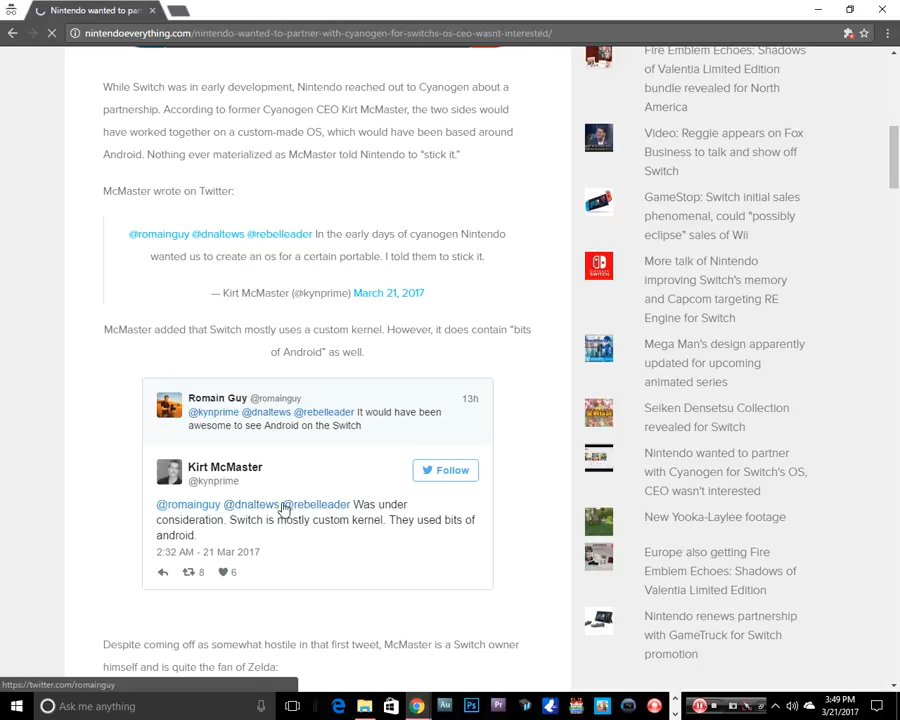 Nintendo wanted to par
nintendoeverything.com/nintendo-wanted-to-partner-with-cyanogen-for-switchs-os-ceo-wasnt-interested/
While Switch was in early development, Nintendo reached out to Cyanogen about a
partnership. According to former Cyanogen CEO Kirt McMaster, the two sides would
have worked together on a custom-made OS, which would have been based around
Android. Nothing ever materialized as McMaster told Nintendo to “stick it.”
McMaster wrote on Twitter:
@romainguy @dnaltews @rebelleader In the early days of cyanogen Nintendo
wanted us to create an os for a certain portable. I told them to stick it.
— Kirt McMaster (@kynprime) March 21, 2017
McMaster added that Switch mostly uses a custom kernel. However, it does contain “bits
of Android” as well.
Romain Guy @romainguy 13h
@kynprime @dnaltews @rebelleader It would have been
awesome to see Android on the Switch
Kirt McMaster
@kynprime
Follow
@romainguy @dnaltews @rebelleader Was under
consideration. Switch is mostly custom kernel. They used bits of
android.
2:32 AM - 21 Mar 2017
8 6
Despite coming off as somewhat hostile in that first tweet, McMaster is a Switch owner
himself and is quite the fan of Zelda:
Fire Emblem Echoes: Shadows
of Valentia Limited Edition
bundle revealed for North
America
Video: Reggie appears on Fox
Business to talk and show off
Switch
GameStop: Switch initial sales
phenomenal, could "possibly
eclipse" sales of Wii
More talk of Nintendo
improving Switch's memory
and Capcom targeting RE
Engine for Switch
Mega Man's design apparently
updated for upcoming
animated series
Seiken Densetsu Collection
revealed for Switch
Nintendo wanted to partner
with Cyanogen for Switch's OS,
CEO wasn't interested
New Yooka-Laylee footage
Europe also getting Fire
Emblem Echoes: Shadows of
Valentia Limited Edition
Nintendo renews partnership
with GameTruck for Switch
promotion
https://twitter.com/romainguy
Ask me anything
Au
Ps
Pr
3:49 PM
3/21/2017